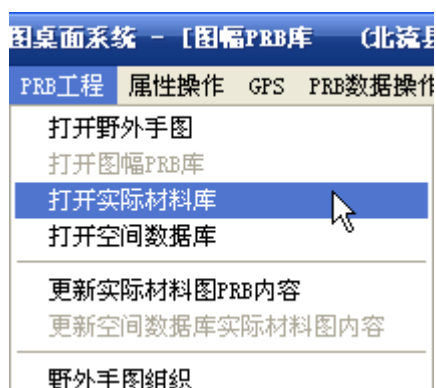 图桌面系统 - [图幅PRB库 (北流县
PRB工程 属性操作 GPS PRB数据操作
打开野外手图
打开图幅PRB库
打开实际材料库
打开空间数据库
更新实际材料图PRB内容
更新空间数据库实际材料图内容
野外手图组织